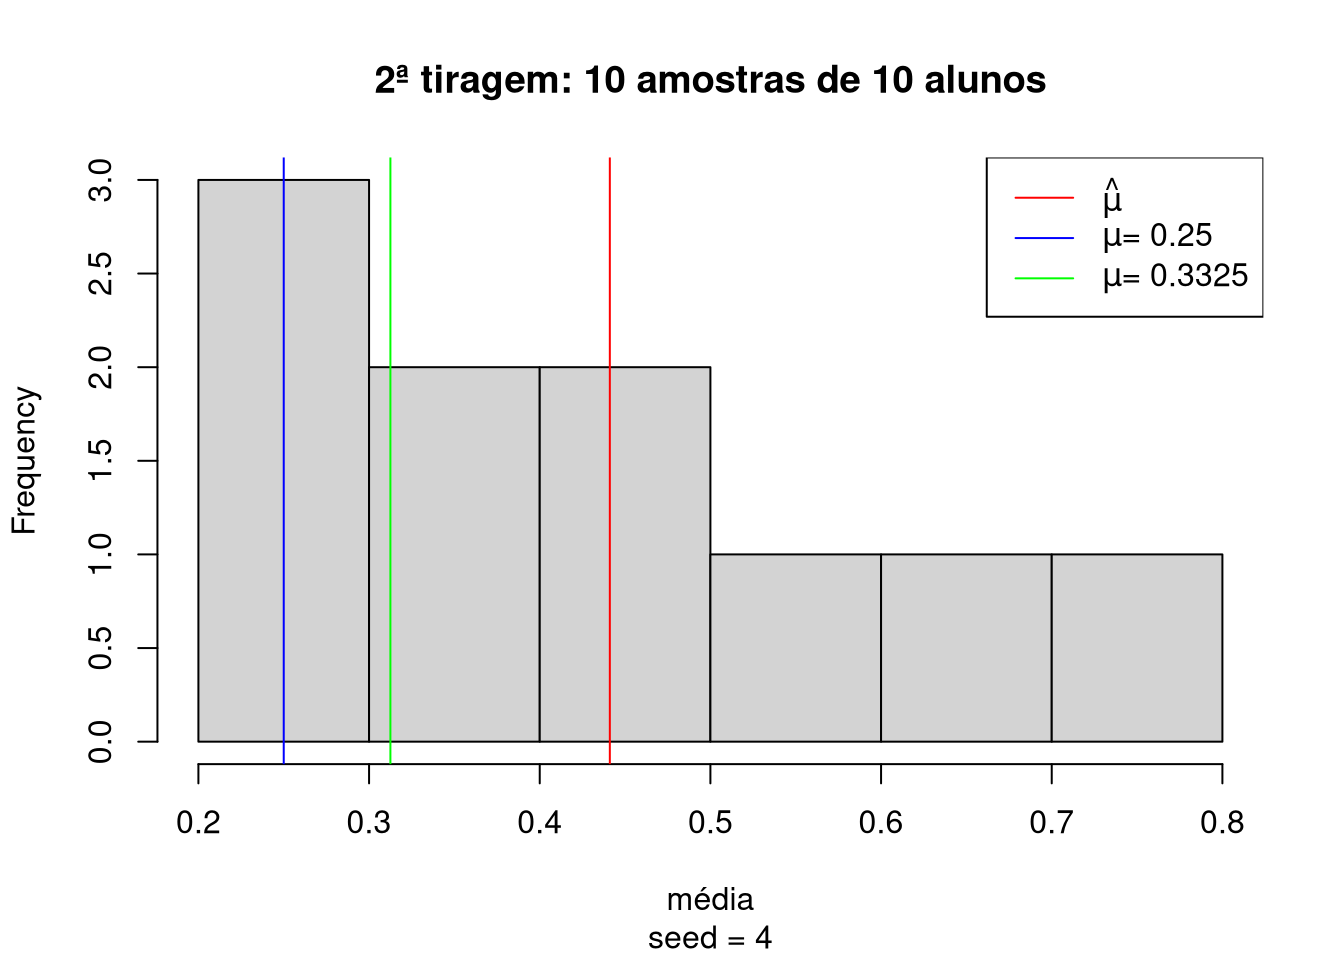 2ª tiragem: 10 amostras de 10 alunos
μ̂
μ= 0.25
μ= 0.3325
Frequency
3.0
2.5
2.0
1.5
1.0
0.5
0.0
0.2 0.3 0.4 0.5 0.6 0.7 0.8
média
seed = 4